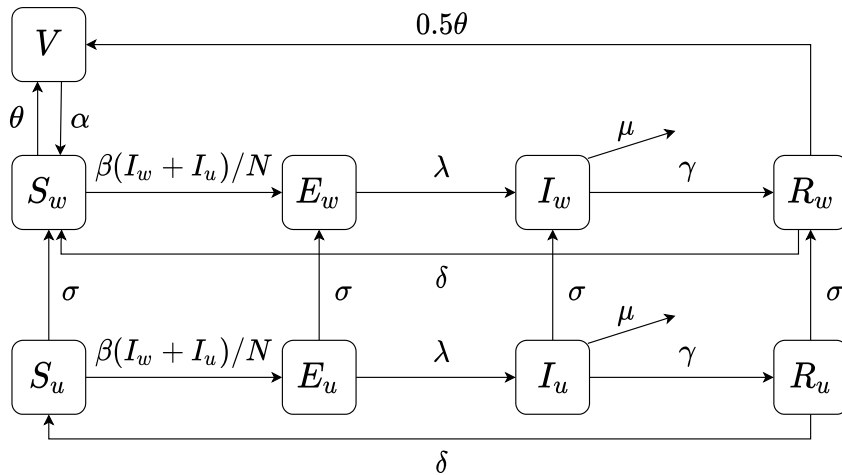 0.5θ
V
θ α
μ
β(I_w + I_u)/N λ γ
S_w E_w I_w R_w
δ
σ σ σ σ
μ
β(I_w + I_u)/N λ γ
S_u E_u I_u R_u
δ